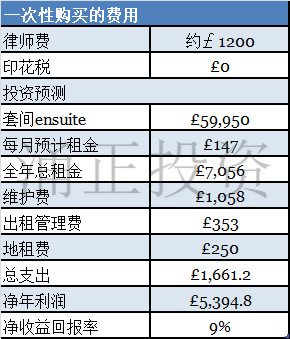 一次性购买的费用
律师费 约£ 1200
印花税 £0
投资预测
套间ensuite £59,950
每月预计租金 £147
全年总租金 £7,056
维护费 £1,058
出租管理费 £353
地租费 £250
总支出 £1,661.2
净年利润 £5,394.8
净收益回报率 9%
浦正投资